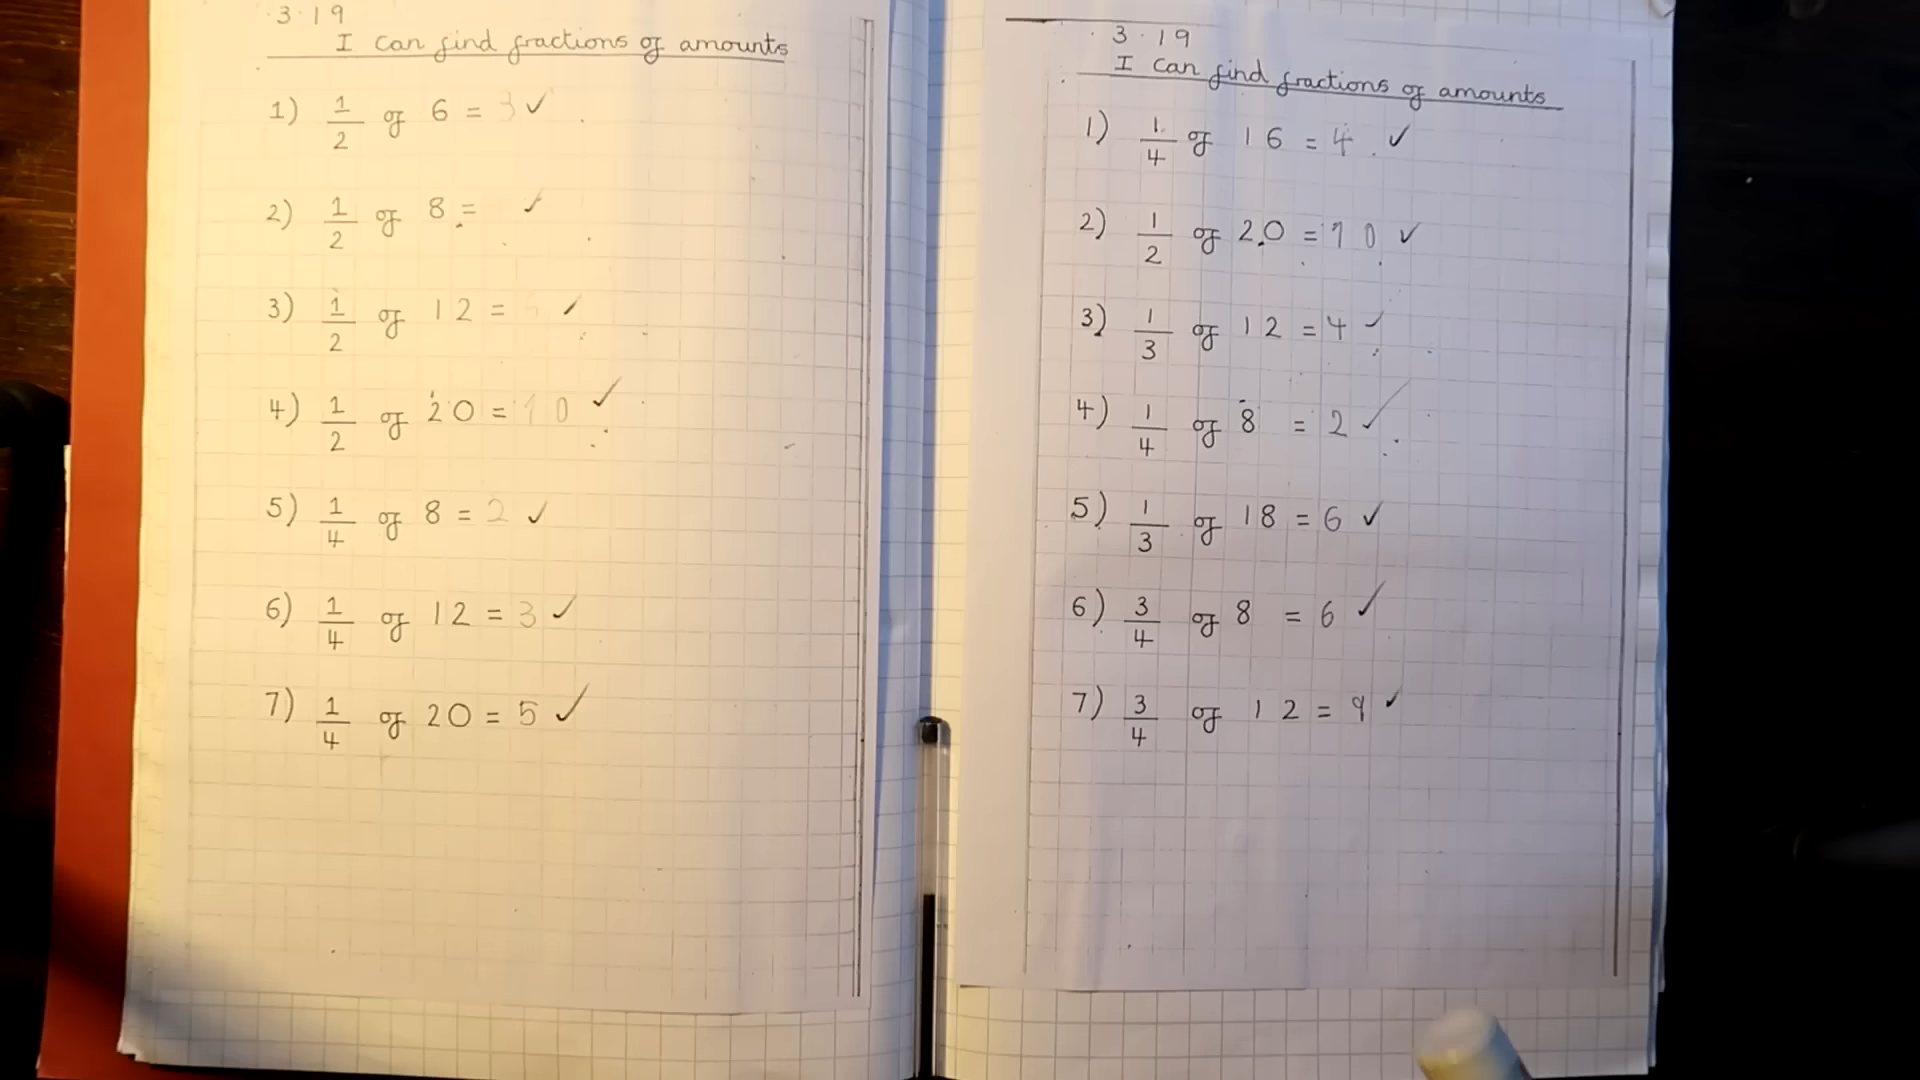 3.19
I can find fractions of amounts
1) 1/2 of 6 = 3 ✓
2) 1/2 of 8 = ✓
3) 1/2 of 12 = ✓
4) 1/2 of 20 = 10 ✓
5) 1/4 of 8 = 2 ✓
6) 1/4 of 12 = 3 ✓
7) 1/4 of 20 = 5 ✓
3.19
I can find fractions of amounts
1) 1/4 of 16 = 4 ✓
2) 1/2 of 20 = 10 ✓
3) 1/3 of 12 = 4 ✓
4) 1/4 of 8 = 2 ✓
5) 1/3 of 18 = 6 ✓
6) 3/4 of 8 = 6 ✓
7) 3/4 of 12 = 9 ✓